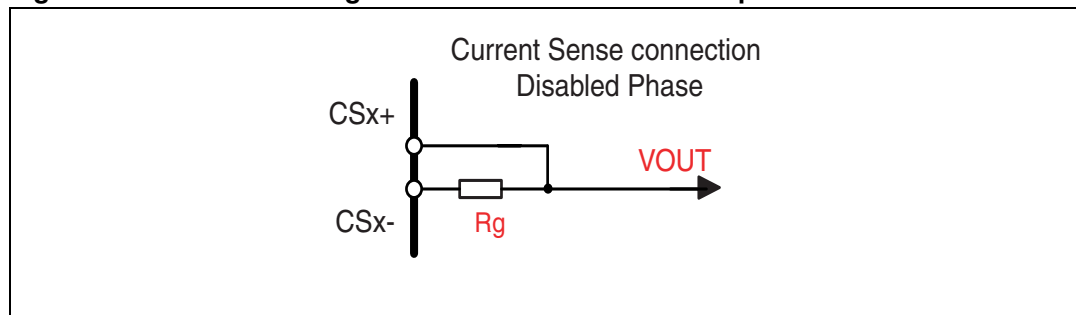 Current Sense connection
Disabled Phase
CSx+
VOUT
CSx-
Rg